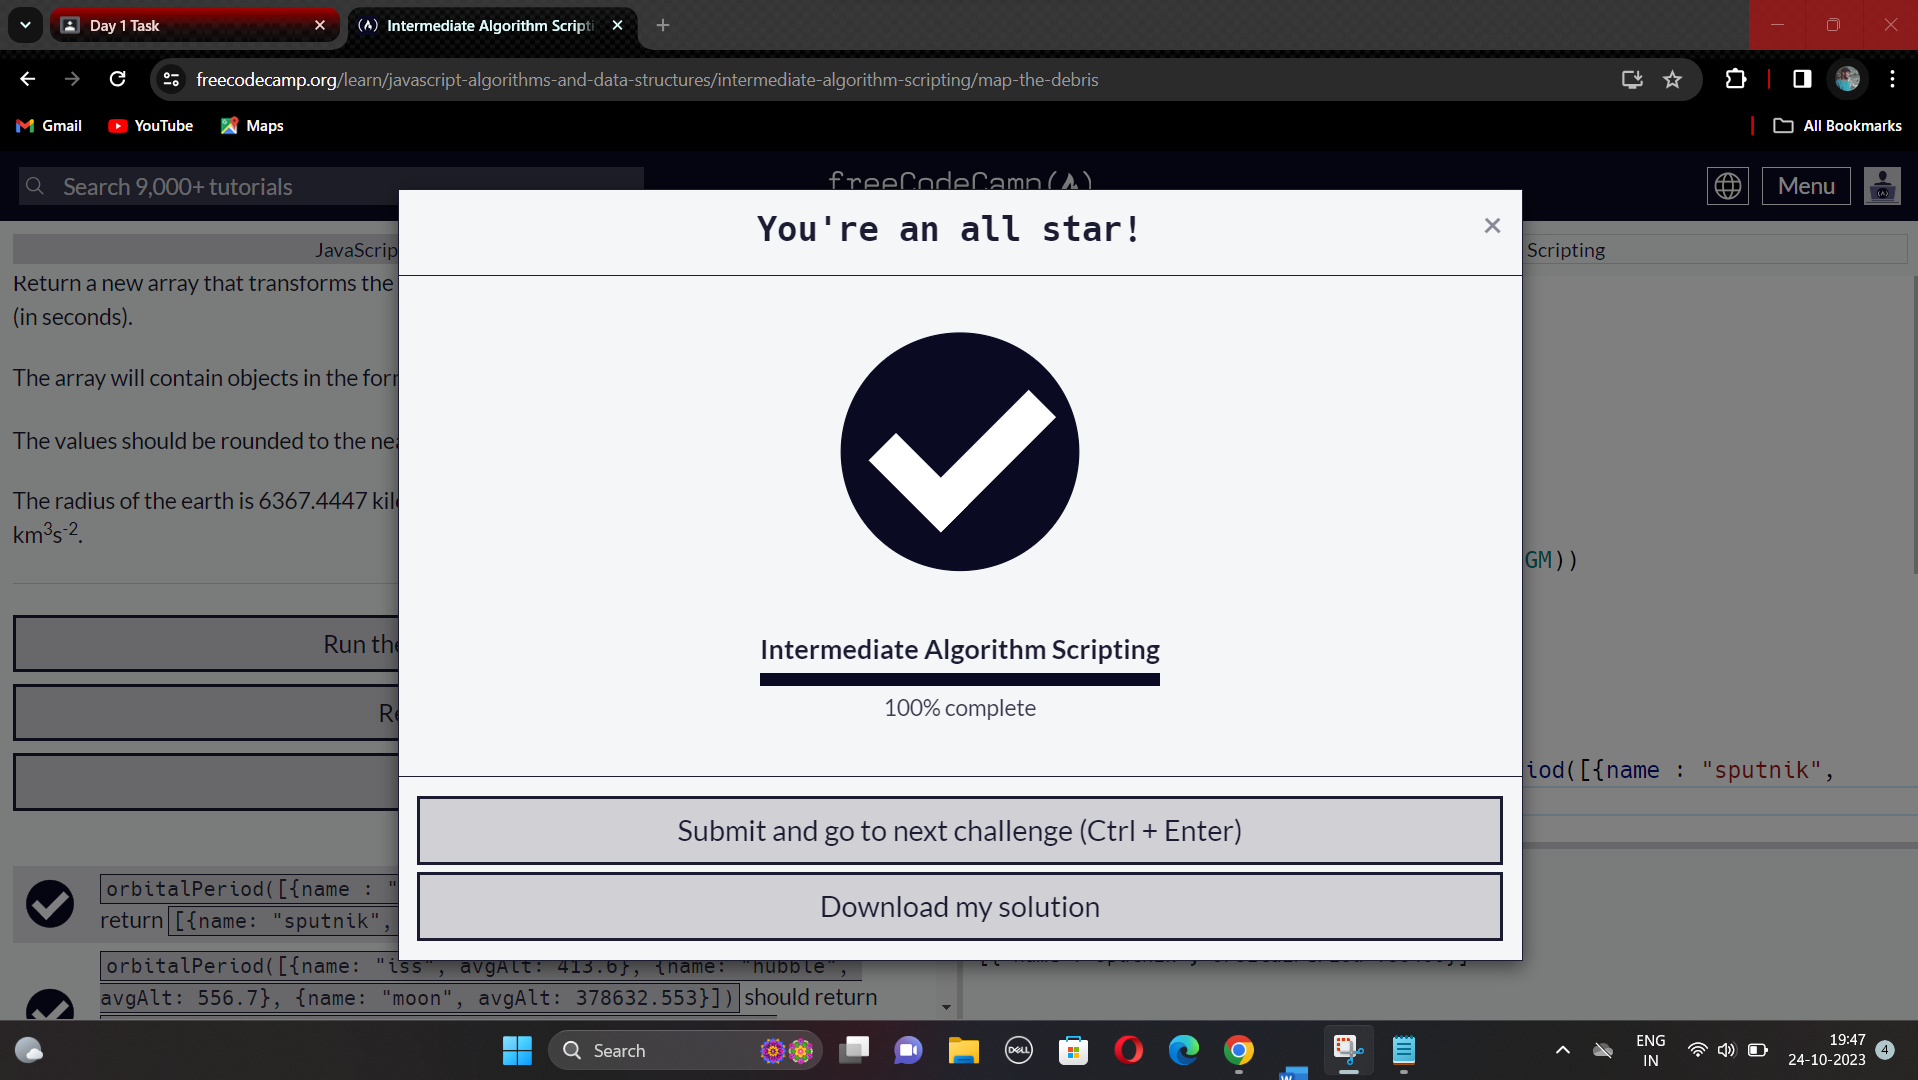 Day 1 Task
Intermediate Algorithm Scripti
freecodecamp.org/learn/javascript-algorithms-and-data-structures/intermediate-algorithm-scripting/map-the-debris
Gmail
YouTube
Maps
All Bookmarks
Search 9,000+ tutorials
freeCodeCamp
Menu
JavaScrip
Scripting
You're an all star!
Return a new array that transforms the
(in seconds).
The array will contain objects in the for
The values should be rounded to the nea
The radius of the earth is 6367.4447 kil
km3s-2.
GM))
Run the
Intermediate Algorithm Scripting
100% complete
Re
iod([{name : "sputnik",
Submit and go to next challenge (Ctrl + Enter)
Download my solution
orbitalPeriod([{name : "
return [{name: "sputnik",
orbitalPeriod([{name: "iss", avgAlt: 413.6}, {name: "hubble",
avgAlt: 556.7}, {name: "moon", avgAlt: 378632.553}]) should return
Search
DELL
W
ENG
IN
19:47
24-10-2023
4